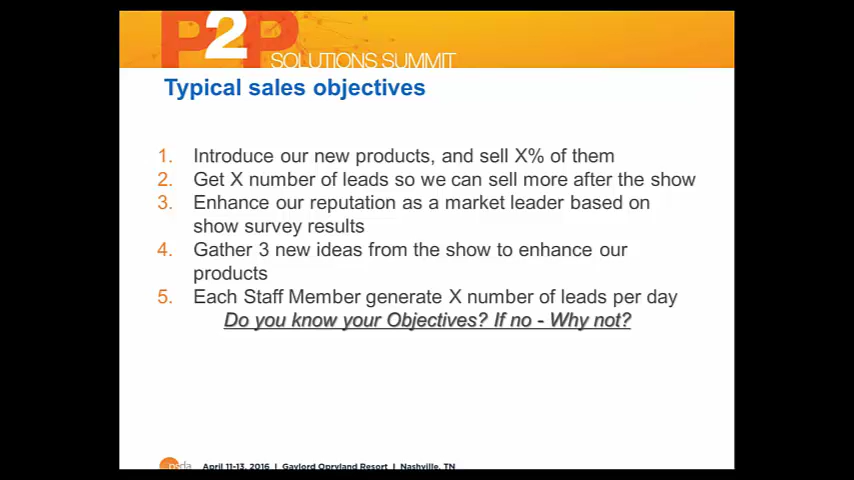 P2P
SOLUTIONS SUMMIT
Typical sales objectives
1. Introduce our new products, and sell X% of them
2. Get X number of leads so we can sell more after the show
3. Enhance our reputation as a market leader based on
show survey results
4. Gather 3 new ideas from the show to enhance our
products
5. Each Staff Member generate X number of leads per day
Do you know your Objectives? If no - Why not?
psda April 11-13, 2016 | Gaylord Opryland Resort | Nashville, TN